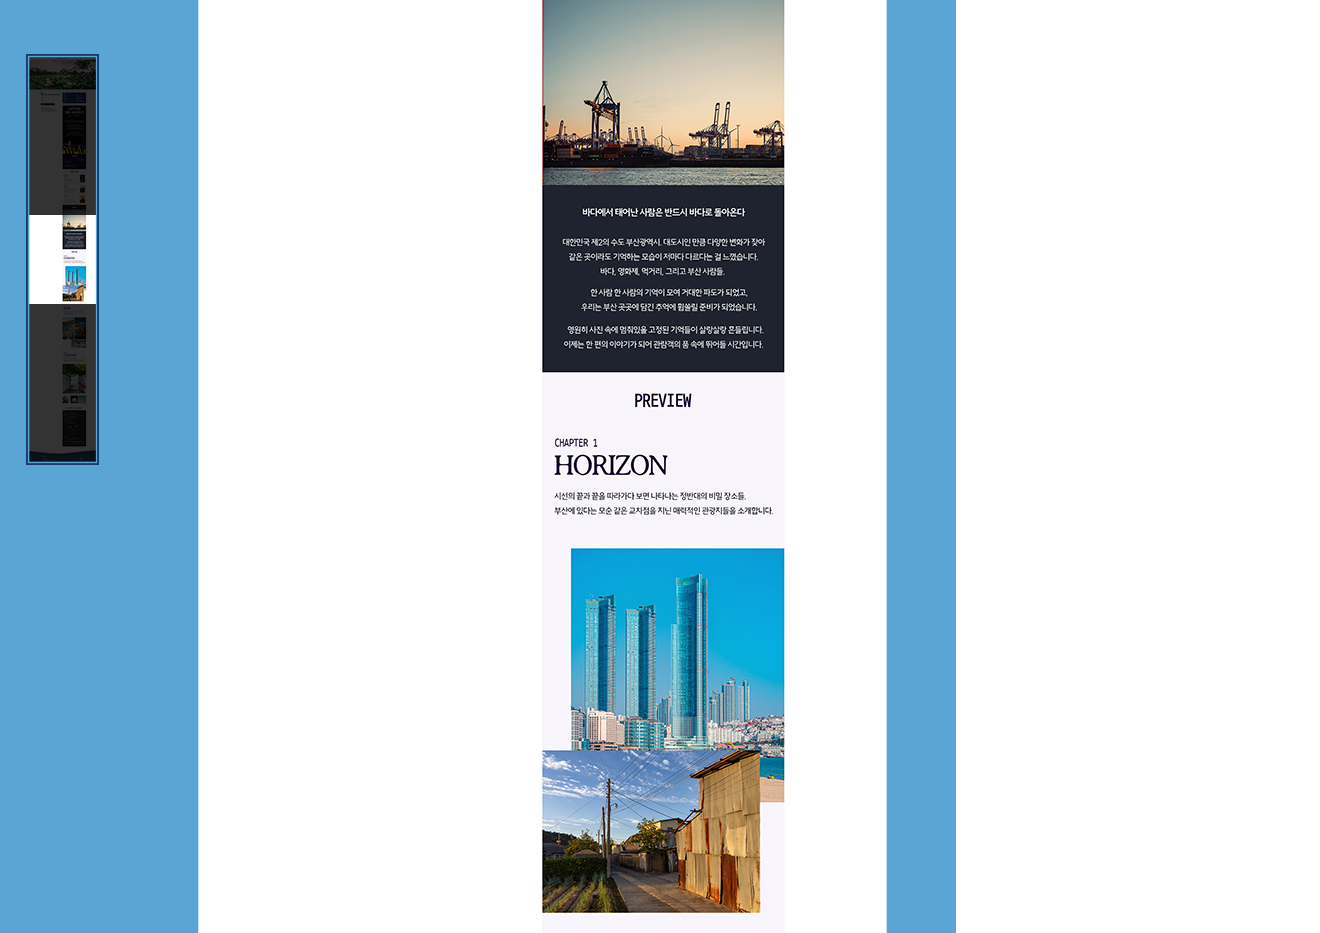 바다에서 태어난 사람은 반드시 바다로 돌아온다
대한민국 제2의 수도 부산광역시. 대도시인 만큼 다양한 변화가 잦아
같은 곳이라도 기억하는 모습이 저마다 다르다는 걸 느꼈습니다.
바다, 영화제, 먹거리, 그리고 부산 사람들.
한 사람 한 사람의 기억이 모여 거대한 파도가 되었고,
우리는 부산 곳곳에 담긴 추억에 휩쓸릴 준비가 되었습니다.
영원히 사진 속에 멈춰있을 고정된 기억들이 살랑살랑 흔들립니다.
이제는 한 편의 이야기가 되어 관람객의 품 속에 뛰어들 시간입니다.
PREVIEW
CHAPTER 1
HORIZON
시선의 끝과 끝을 따라가다 보면 나타나는 정반대의 비밀 장소들.
부산에 있다는 모순 같은 교차점을 지닌 매력적인 관광지들을 소개합니다.